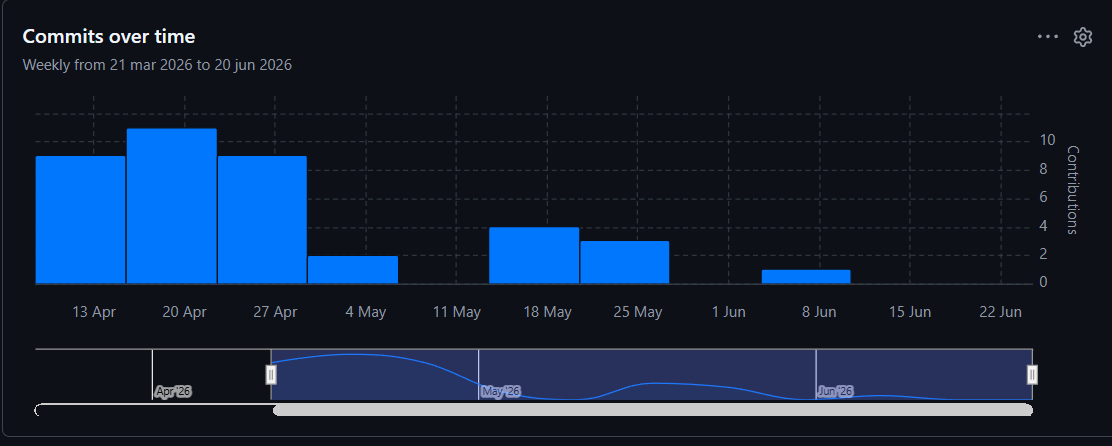 Commits over time
Weekly from 21 mar 2026 to 20 jun 2026
10
8
6
4
2
0
Contributions
13 Apr 20 Apr 27 Apr 4 May 11 May 18 May 25 May 1 Jun 8 Jun 15 Jun 22 Jun
Apr '26 May '26 Jun '26